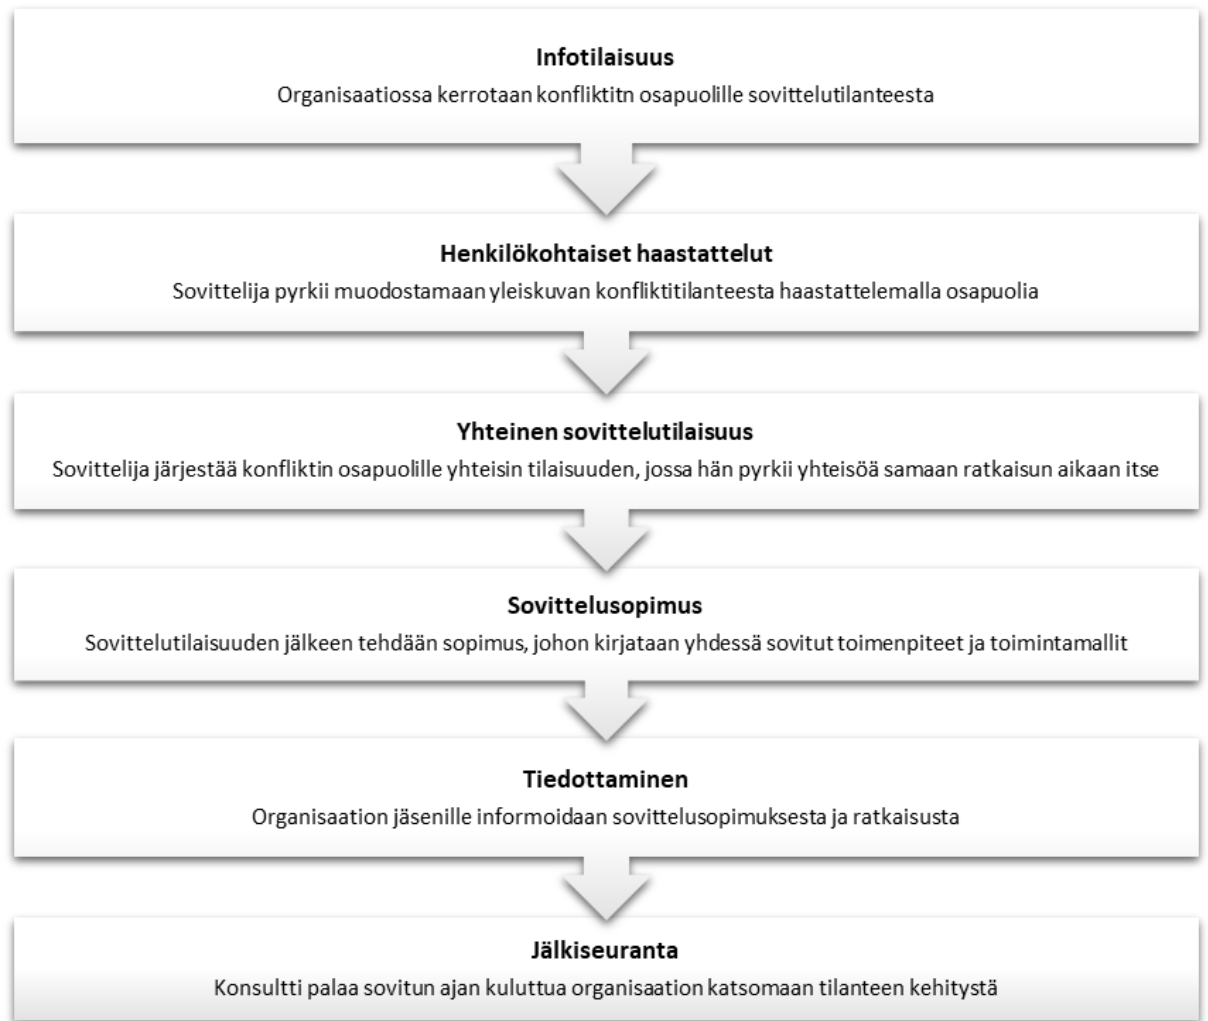 Infotilaisuus
Organisaatiossa kerrotaan konfliktitn osapuolille sovittelutilanteesta
Henkilökohtaiset haastattelut
Sovittelija pyrkii muodostamaan yleiskuvan konfliktitilanteesta haastattelemalla osapuolia
Yhteinen sovittelutilaisuus
Sovittelija järjestää konfliktin osapuolille yhteisin tilaisuuden, jossa hän pyrkii yhteisöä samaan ratkaisun aikaan itse
Sovittelusopimus
Sovittelutilaisuuden jälkeen tehdään sopimus, johon kirjataan yhdessä sovitut toimenpiteet ja toimintamallit
Tiedottaminen
Organisaation jäsenille informoidaan sovittelusopimuksesta ja ratkaisusta
Jälkiseuranta
Konsultti palaa sovitun ajan kuluttua organisaation katsomaan tilanteen kehitystä